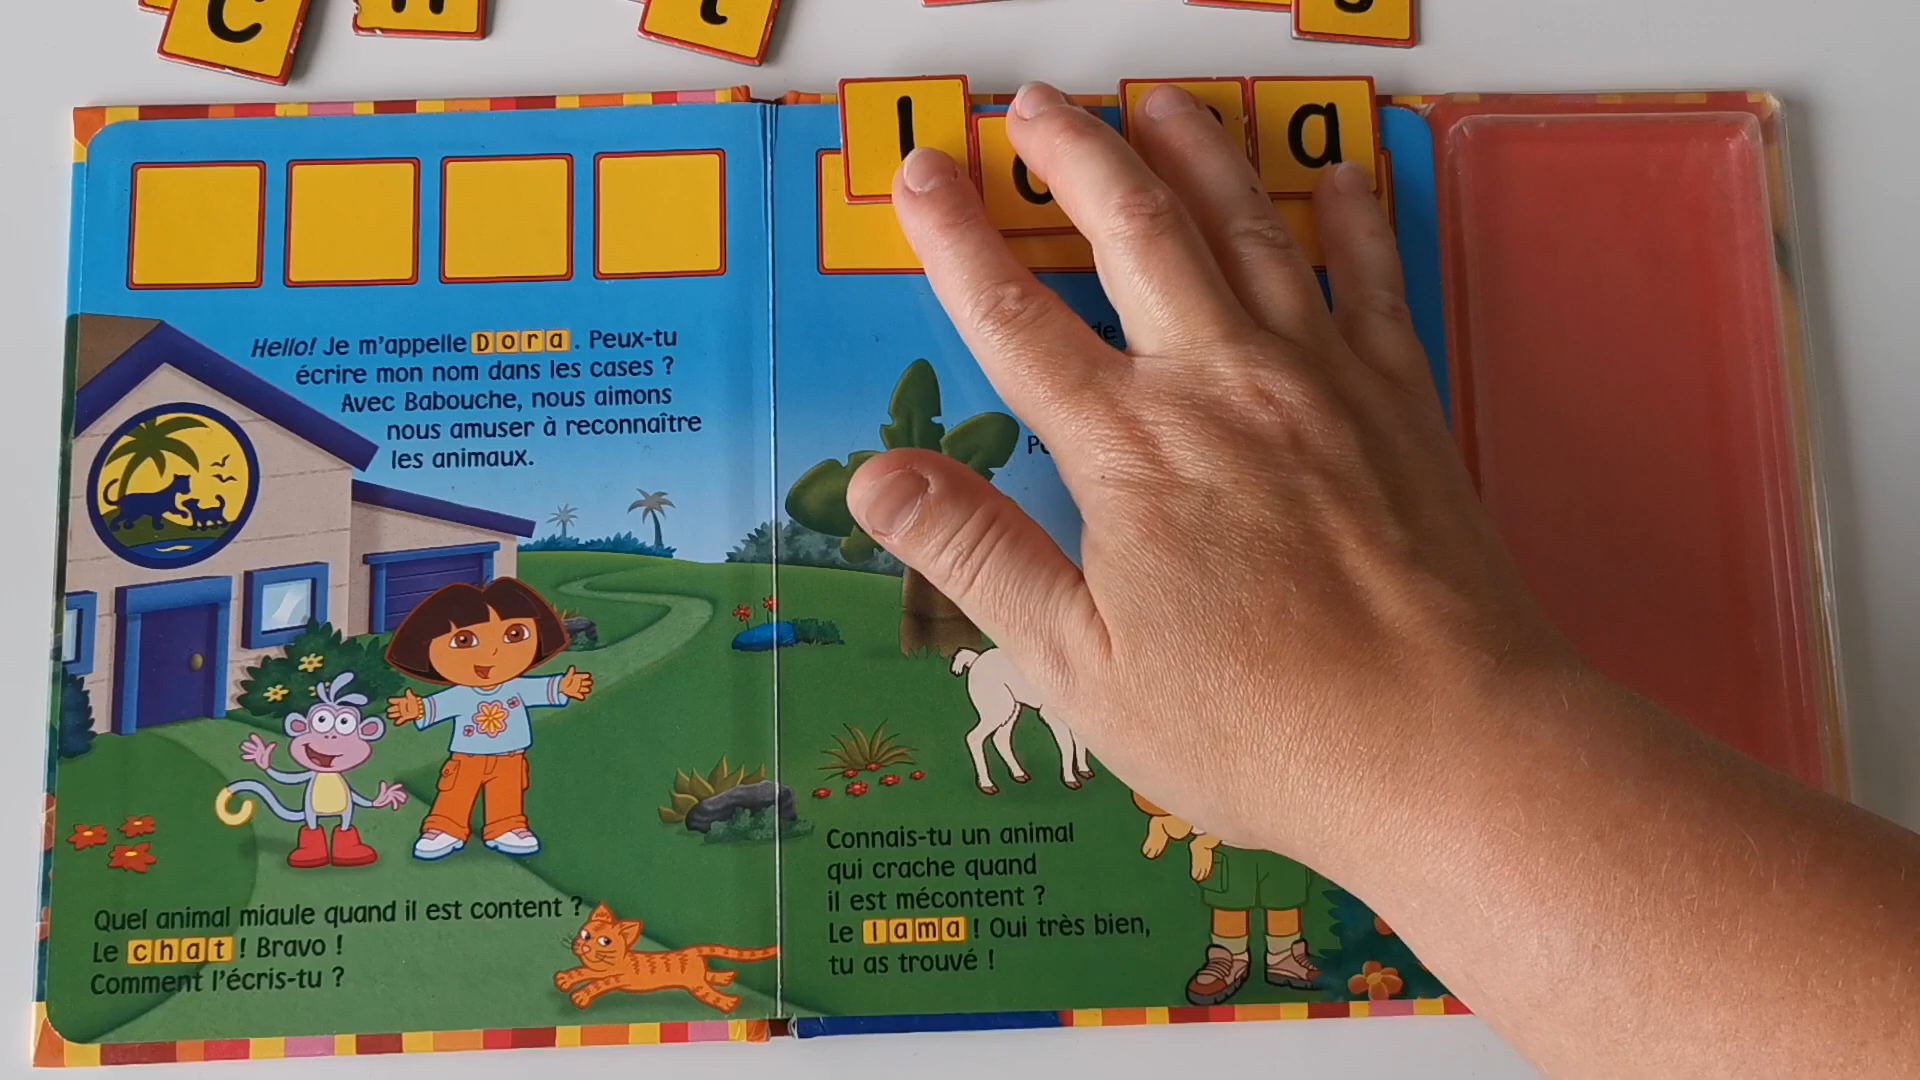 c
l
a
Hello! Je m'appelle Dora. Peux-tu
écrire mon nom dans les cases ?
Avec Babouche, nous aimons
nous amuser à reconnaître
les animaux.
de
Quel animal miaule quand il est content ?
Le chat ! Bravo !
Comment l'écris-tu ?
Connais-tu un animal
qui crache quand
il est mécontent ?
Le lama ! Oui très bien,
tu as trouvé !